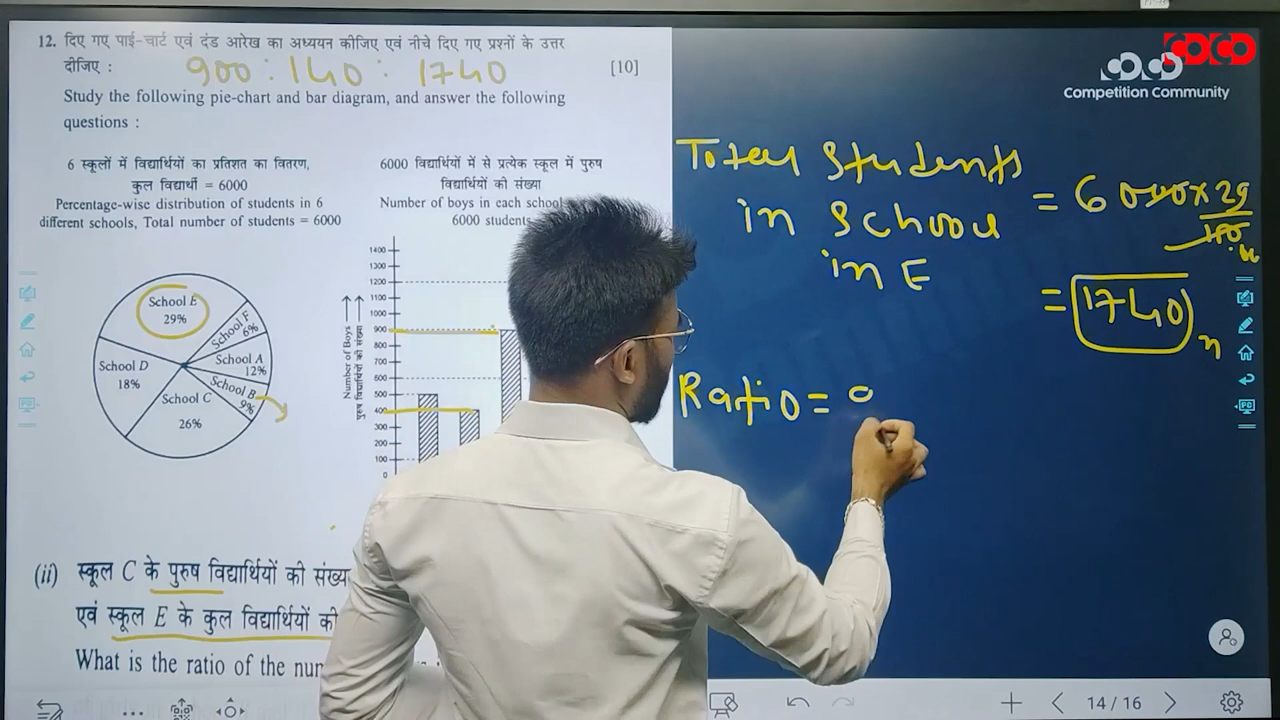 12. दिए गए पाई-चार्ट एवं दंड आरेख का अध्ययन कीजिए एवं नीचे दिए गए प्रश्नों के उत्तर
दीजिए :
900 : 140 : 1740
[10]
Study the following pie-chart and bar diagram, and answer the following
questions :
6 स्कूलों में विद्यार्थियों का प्रतिशत का वितरण,
कुल विद्यार्थी = 6000
Percentage-wise distribution of students in 6
different schools, Total number of students = 6000
6000 विद्यार्थियों में से प्रत्येक स्कूल में पुरुष
विद्यार्थियों की संख्या
Number of boys in each school
6000 students
School E
29%
School F
6%
School A
12%
School B
9%
School C
26%
School D
18%
Number of Boys
पुरुष विद्यार्थियों की संख्या
1400
1300
1200
1100
1000
900
800
700
600
500
400
300
200
100
0
(ii) स्कूल C के पुरुष विद्यार्थियों की संख्या
एवं स्कूल E के कुल विद्यार्थियों की
What is the ratio of the
COCO
Competition Community
Total Students
in School
in E
= 6000 x 29
100
= 1740
Ratio =
14 / 16